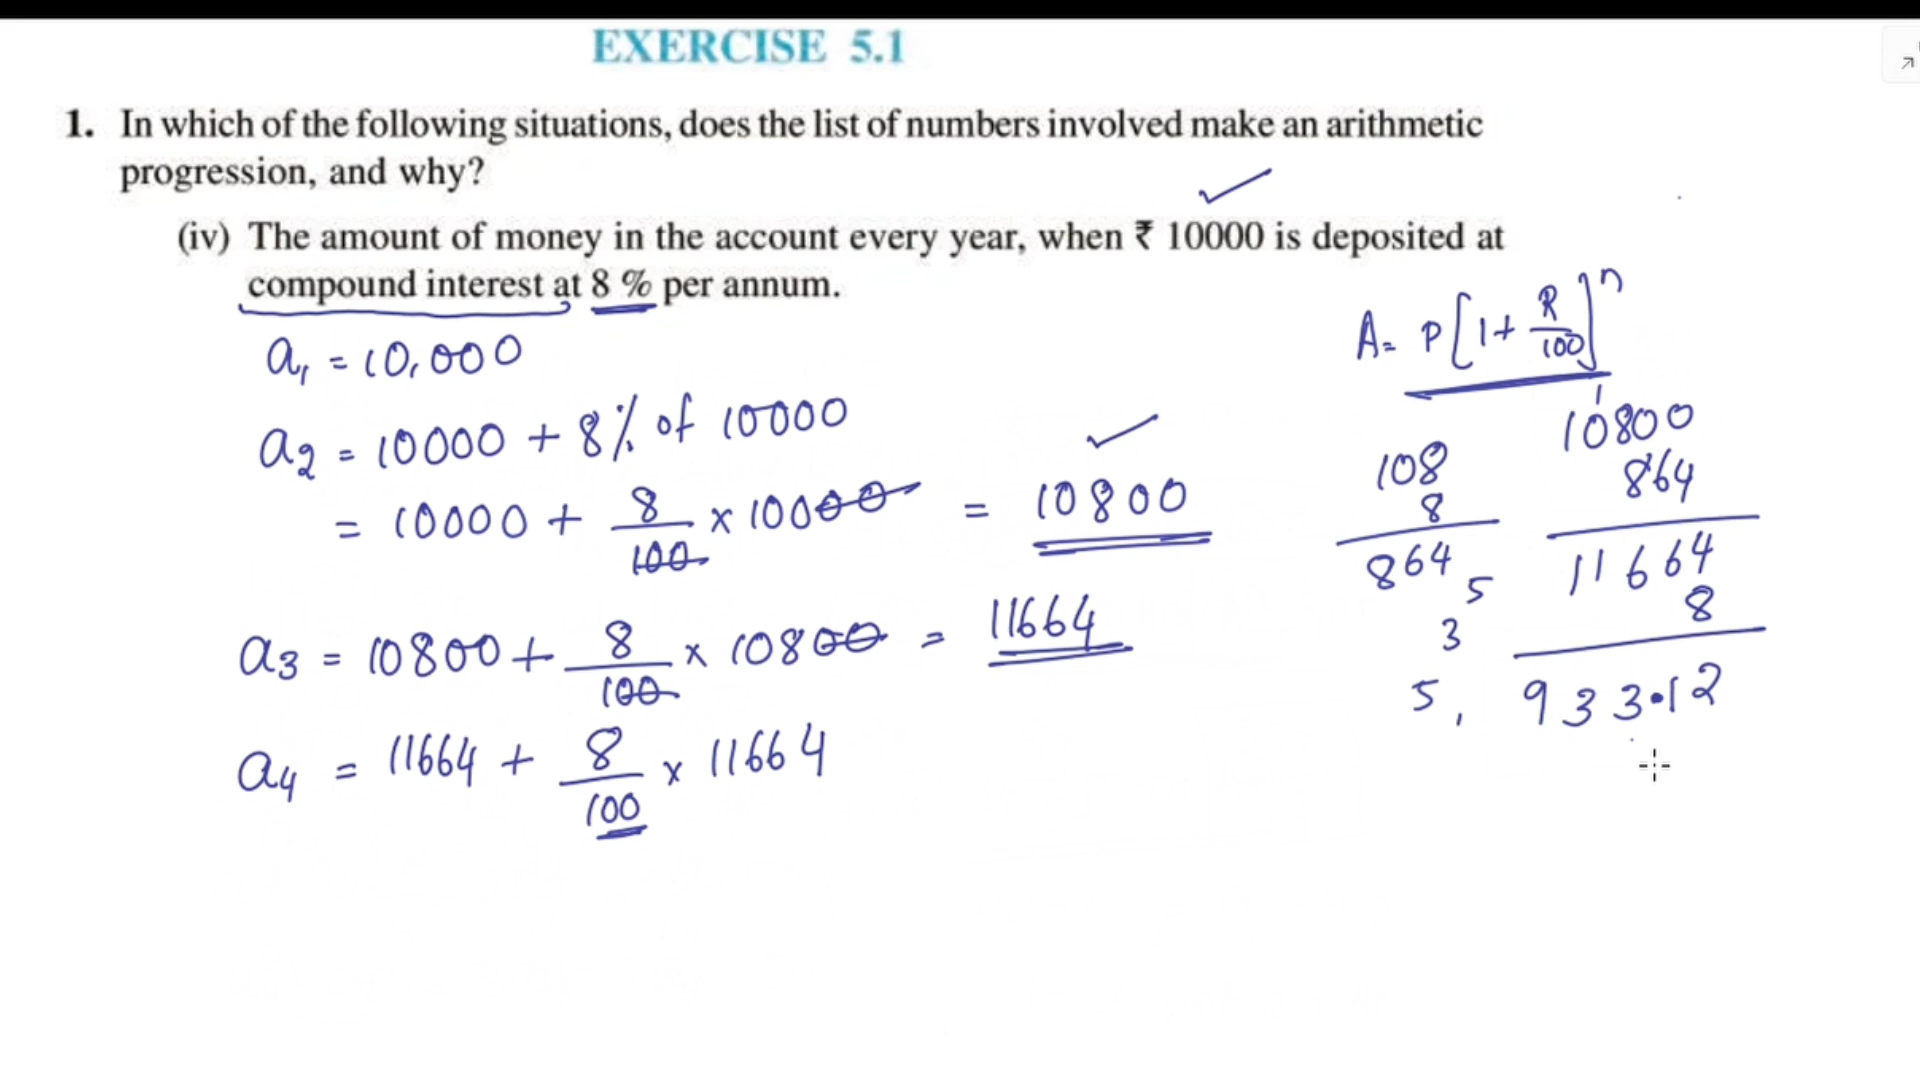 EXERCISE 5.1
1. In which of the following situations, does the list of numbers involved make an arithmetic
progression, and why?
(iv) The amount of money in the account every year, when ₹ 10000 is deposited at
compound interest at 8 % per annum.
A = P[1 + R/100]^n
a₁ = 10,000
a₂ = 10000 + 8% of 10000
= 10000 + 8/100 × 10000 = 10800
a₃ = 10800 + 8/100 × 10800 = 11664
a₄ = 11664 + 8/100 × 11664
108
8
864
1
10800
864
11664
8
5
3
5,
933.12